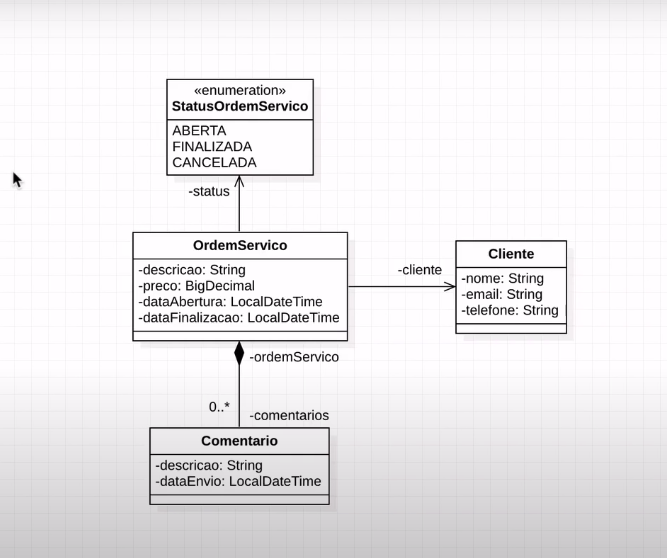 «enumeration»
StatusOrdemServico
ABERTA
FINALIZADA
CANCELADA
-status
OrdemServico
-descricao: String
-preco: BigDecimal
-dataAbertura: LocalDateTime
-dataFinalizacao: LocalDateTime
-cliente
Cliente
-nome: String
-email: String
-telefone: String
-ordemServico
0..*
-comentarios
Comentario
-descricao: String
-dataEnvio: LocalDateTime